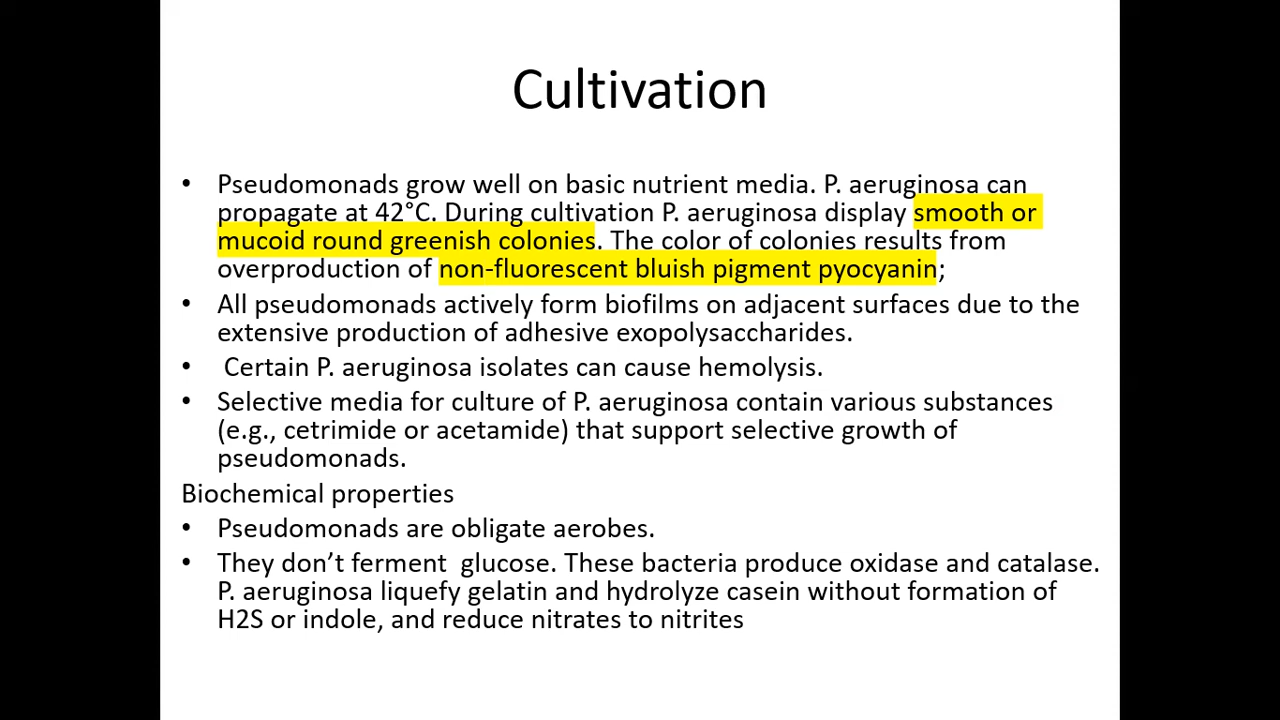 Cultivation
• Pseudomonads grow well on basic nutrient media. P. aeruginosa can
propagate at 42°C. During cultivation P. aeruginosa display smooth or
mucoid round greenish colonies. The color of colonies results from
overproduction of non-fluorescent bluish pigment pyocyanin;
• All pseudomonads actively form biofilms on adjacent surfaces due to the
extensive production of adhesive exopolysaccharides.
• Certain P. aeruginosa isolates can cause hemolysis.
• Selective media for culture of P. aeruginosa contain various substances
(e.g., cetrimide or acetamide) that support selective growth of
pseudomonads.
Biochemical properties
• Pseudomonads are obligate aerobes.
• They don’t ferment  glucose. These bacteria produce oxidase and catalase.
P. aeruginosa liquefy gelatin and hydrolyze casein without formation of
H2S or indole, and reduce nitrates to nitrites